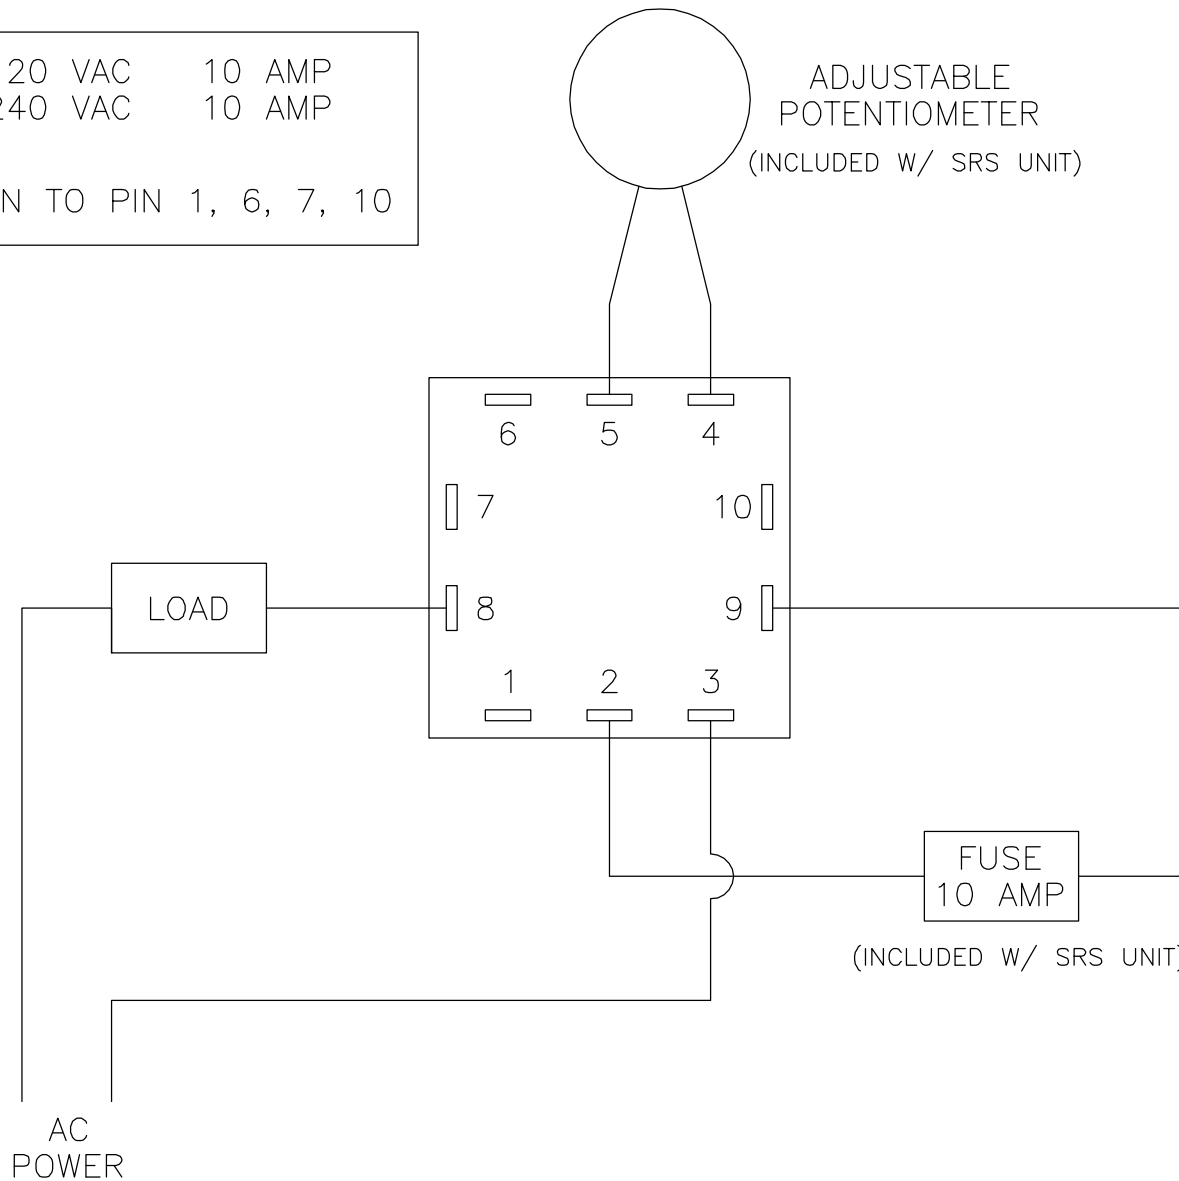 20 VAC 10 AMP
240 VAC 10 AMP
N TO PIN 1, 6, 7, 10
ADJUSTABLE
POTENTIOMETER
(INCLUDED W/ SRS UNIT)
6 5 4
7 10
LOAD
8 9
1 2 3
FUSE
10 AMP
(INCLUDED W/ SRS UNIT)
AC
POWER